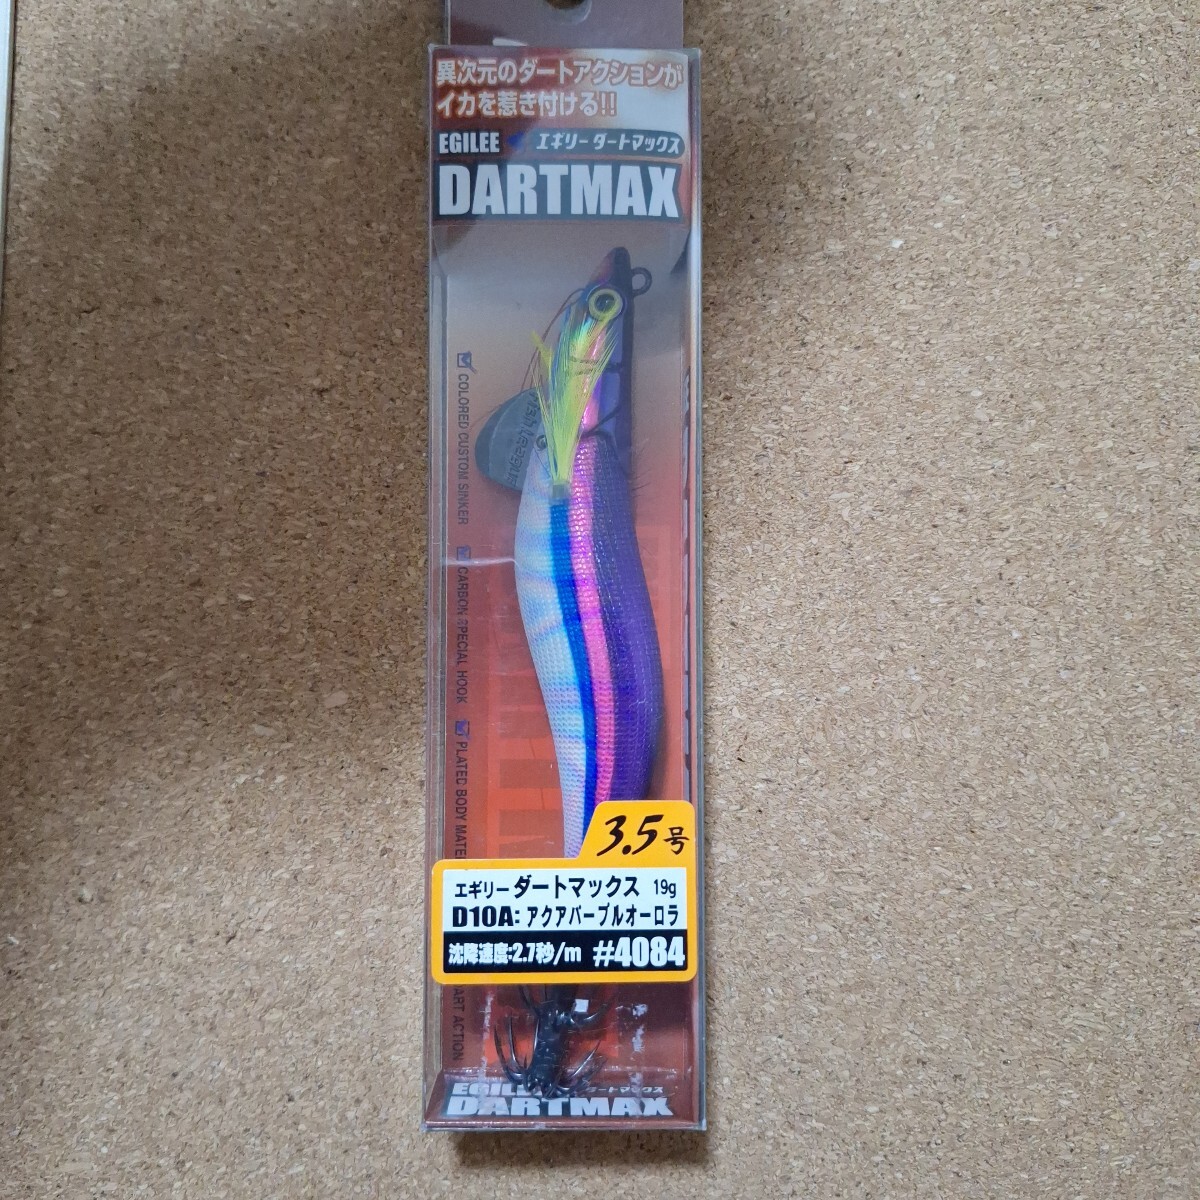 異次元のダートアクションが
イカを惹き付ける!!
EGILEE エギリー ダートマックス
DARTMAX
COLORED CUSTOM SINKER
CARBON SPECIAL HOOK
PLATED BODY MATE
3.5号
エギリー ダートマックス 19g
D10A: アクアパープルオーロラ
沈降速度:2.7秒/m #4084
ART ACTION
EGILE ダートマックス
DARTMAX